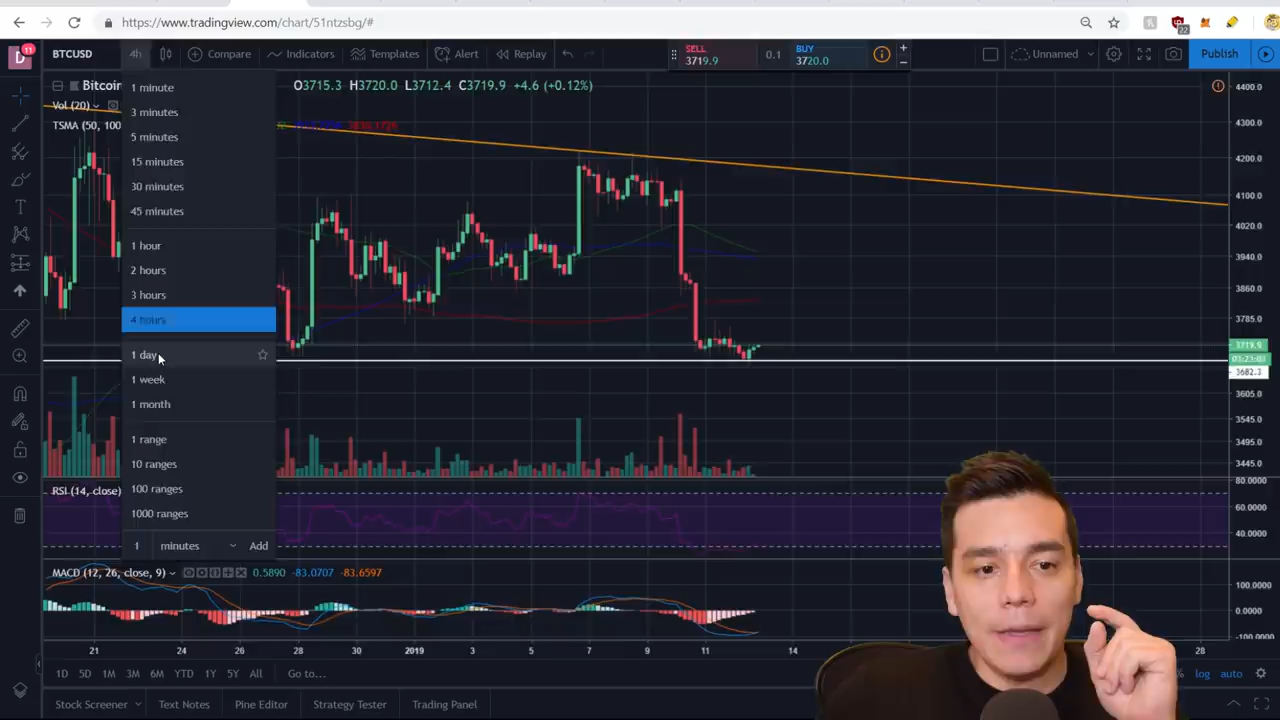 https://www.tradingview.com/chart/51ntzsbg/#
22
D 11 BTCUSD 4h Compare Indicators Templates Alert Replay SELL 3719.9 0.1 BUY 3720.0 Unnamed Publish
Bitcoin O3715.3 H3720.0 L3712.4 C3719.9 +4.6 (+0.12%)
Vol (20)
TSMA (50, 100
1 minute
3 minutes
5 minutes
15 minutes
30 minutes
45 minutes
1 hour
2 hours
3 hours
4 hours
1 day
1 week
1 month
1 range
10 ranges
100 ranges
1000 ranges
1 minutes Add
4400.0
4300.0
4200.0
4100.0
4020.0
3940.0
3860.0
3785.0
3719.9
3682.3
3605.0
3545.0
3495.0
3445.0
RSI (14, close)
80.0000
60.0000
40.0000
MACD (12, 26, close, 9) 0.5890 -83.0707 -83.6597
100.0000
0.0000
-100.0000
21 24 26 28 2019 3 5 7 9 11 14 28
1D 5D 1M 3M 6M YTD 1Y 5Y All Go to... % log auto
Stock Screener Text Notes Pine Editor Strategy Tester Trading Panel